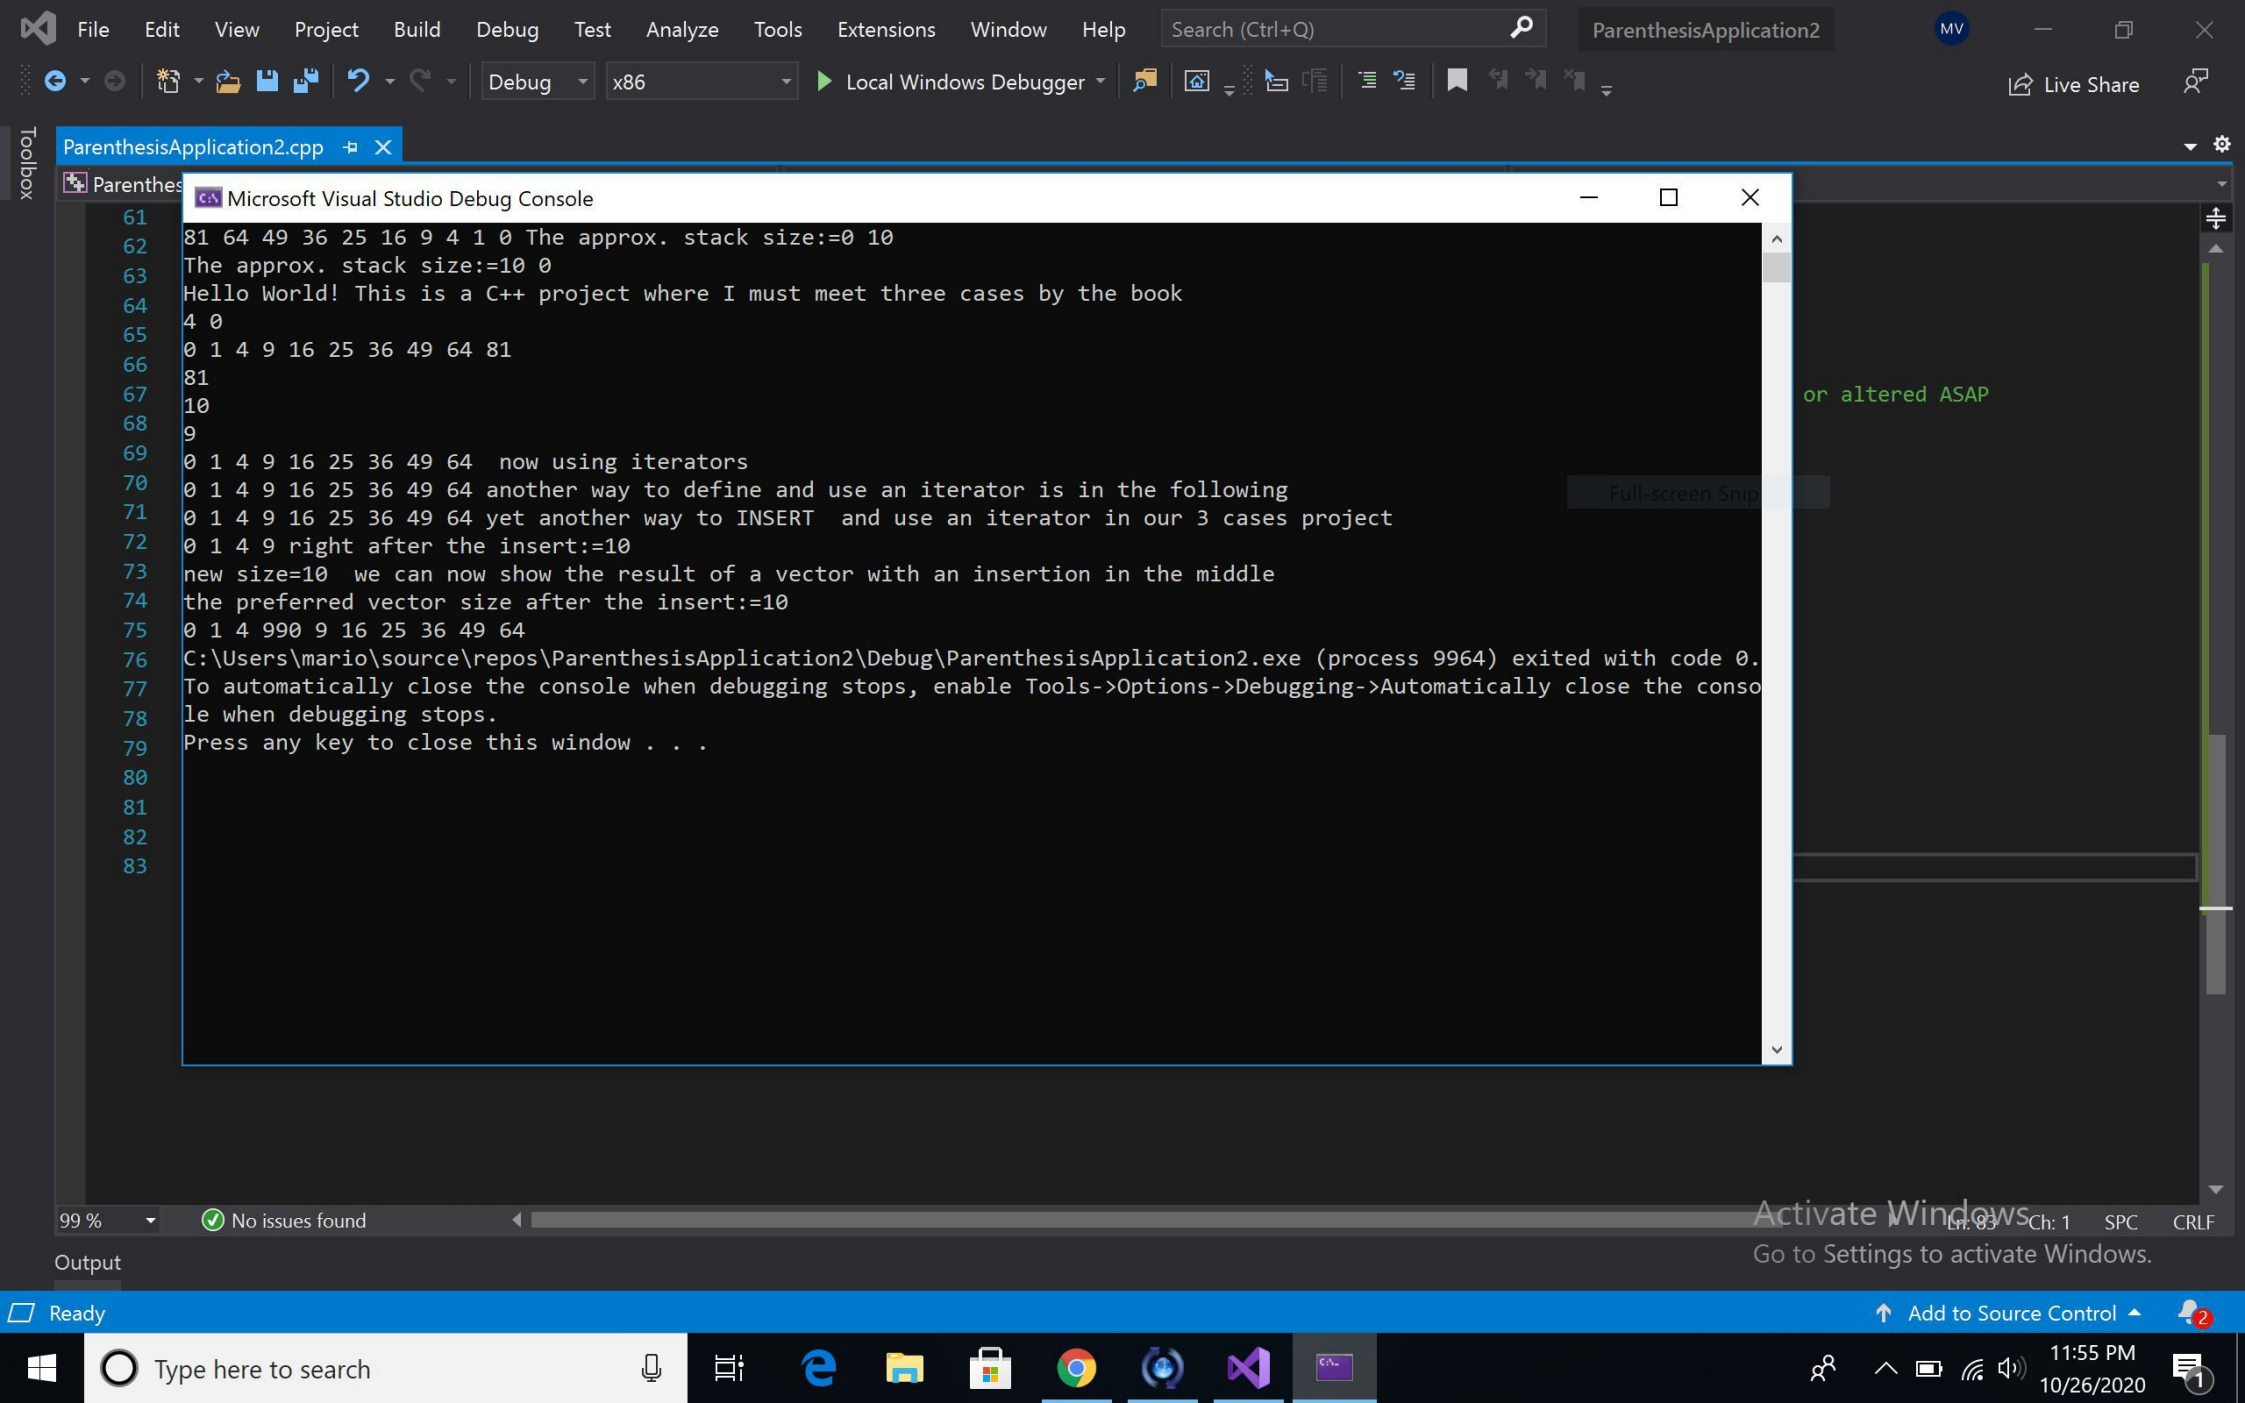 File Edit View Project Build Debug Test Analyze Tools Extensions Window Help Search (Ctrl+Q) ParenthesisApplication2 MV
Debug x86 Local Windows Debugger Live Share
Toolbox
ParenthesisApplication2.cpp
Parenthes
Microsoft Visual Studio Debug Console
61
62
63
64
65
66
67
68
69
70
71
72
73
74
75
76
77
78
79
80
81
82
83
81 64 49 36 25 16 9 4 1 0 The approx. stack size:=0 10
The approx. stack size:=10 0
Hello World! This is a C++ project where I must meet three cases by the book
4 0
0 1 4 9 16 25 36 49 64 81
81
10
9
0 1 4 9 16 25 36 49 64  now using iterators
0 1 4 9 16 25 36 49 64 another way to define and use an iterator is in the following
0 1 4 9 16 25 36 49 64 yet another way to INSERT  and use an iterator in our 3 cases project
0 1 4 9 right after the insert:=10
new size=10  we can now show the result of a vector with an insertion in the middle
the preferred vector size after the insert:=10
0 1 4 990 9 16 25 36 49 64
C:\Users\mario\source\repos\ParenthesisApplication2\Debug\ParenthesisApplication2.exe (process 9964) exited with code 0.
To automatically close the console when debugging stops, enable Tools->Options->Debugging->Automatically close the conso
le when debugging stops.
Press any key to close this window . . .
or altered ASAP
Full-screen Snip
99 % No issues found Ln: 83 Ch: 1 SPC CRLF
Activate Windows
Go to Settings to activate Windows.
Output
Ready Add to Source Control 2
Type here to search
11:55 PM
10/26/2020
1